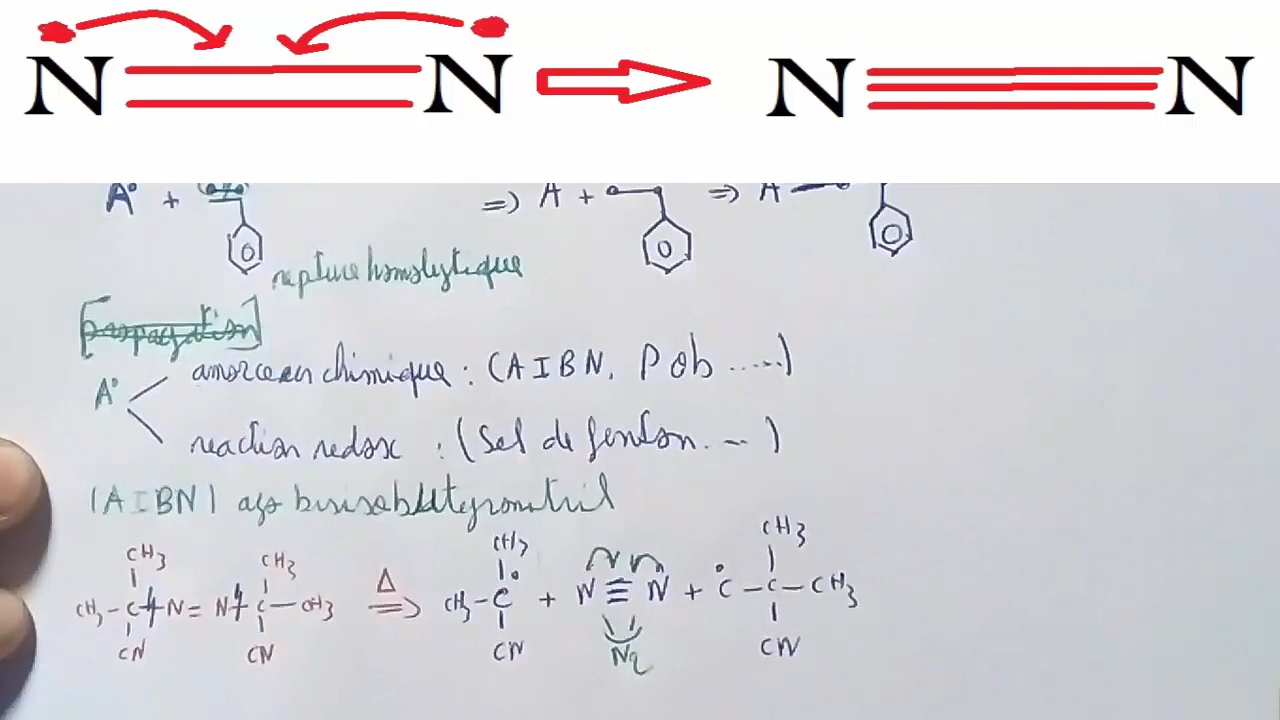 N = N ⇒ N ≡ N
A° + ⇒ A + ⇒ A
rupture homolytique
[propagation]
A° amorceur chimique : (AIBN, Pob .....)
reaction redox : (Sel de fenton ...)
(AIBN) azo
CH3 CH3 CH3 CH3
CH3-C-N=N-C-CH3 Δ ⇒ CH3-C• + N≡N + C°-C-CH3
CN CN CN N2 CN